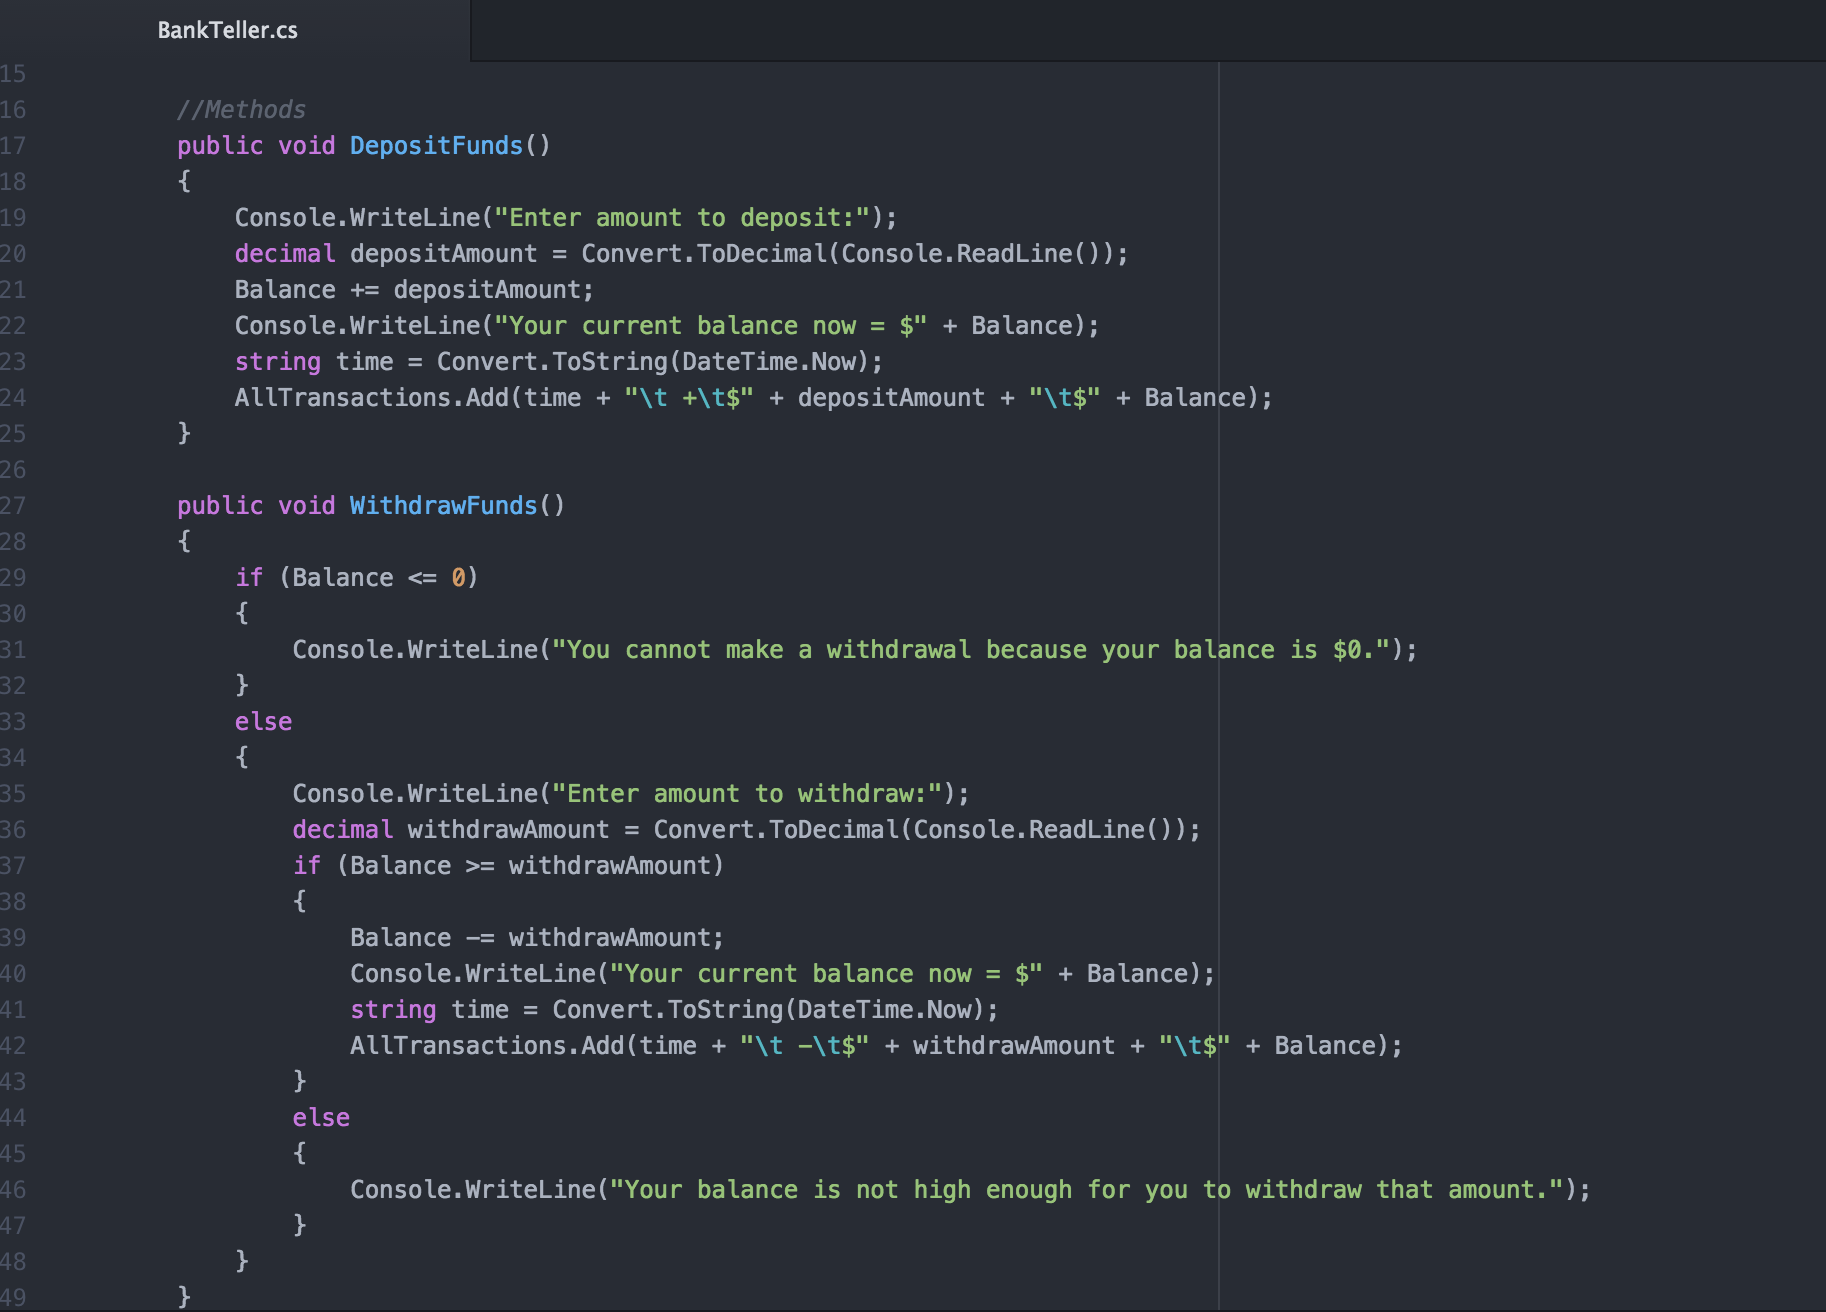 BankTeller.cs
15
16 //Methods
17 public void DepositFunds()
18 {
19 Console.WriteLine("Enter amount to deposit:");
20 decimal depositAmount = Convert.ToDecimal(Console.ReadLine());
21 Balance += depositAmount;
22 Console.WriteLine("Your current balance now = $" + Balance);
23 string time = Convert.ToString(DateTime.Now);
24 AllTransactions.Add(time + "\t +\t$" + depositAmount + "\t$" + Balance);
25 }
26
27 public void WithdrawFunds()
28 {
29 if (Balance <= 0)
30 {
31 Console.WriteLine("You cannot make a withdrawal because your balance is $0.");
32 }
33 else
34 {
35 Console.WriteLine("Enter amount to withdraw:");
36 decimal withdrawAmount = Convert.ToDecimal(Console.ReadLine());
37 if (Balance >= withdrawAmount)
38 {
39 Balance -= withdrawAmount;
40 Console.WriteLine("Your current balance now = $" + Balance);
41 string time = Convert.ToString(DateTime.Now);
42 AllTransactions.Add(time + "\t -\t$" + withdrawAmount + "\t$" + Balance);
43 }
44 else
45 {
46 Console.WriteLine("Your balance is not high enough for you to withdraw that amount.");
47 }
48 }
49 }